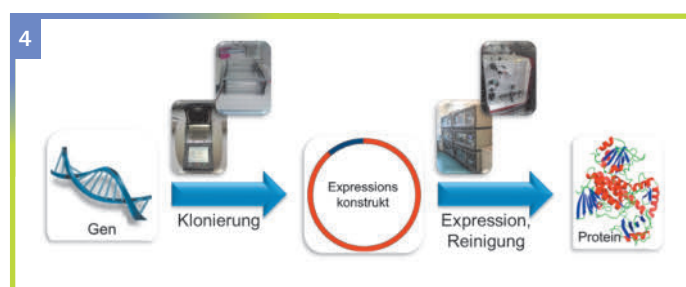 4
Gen
Klonierung
Expressions
konstrukt
Expression,
Reinigung
Protein